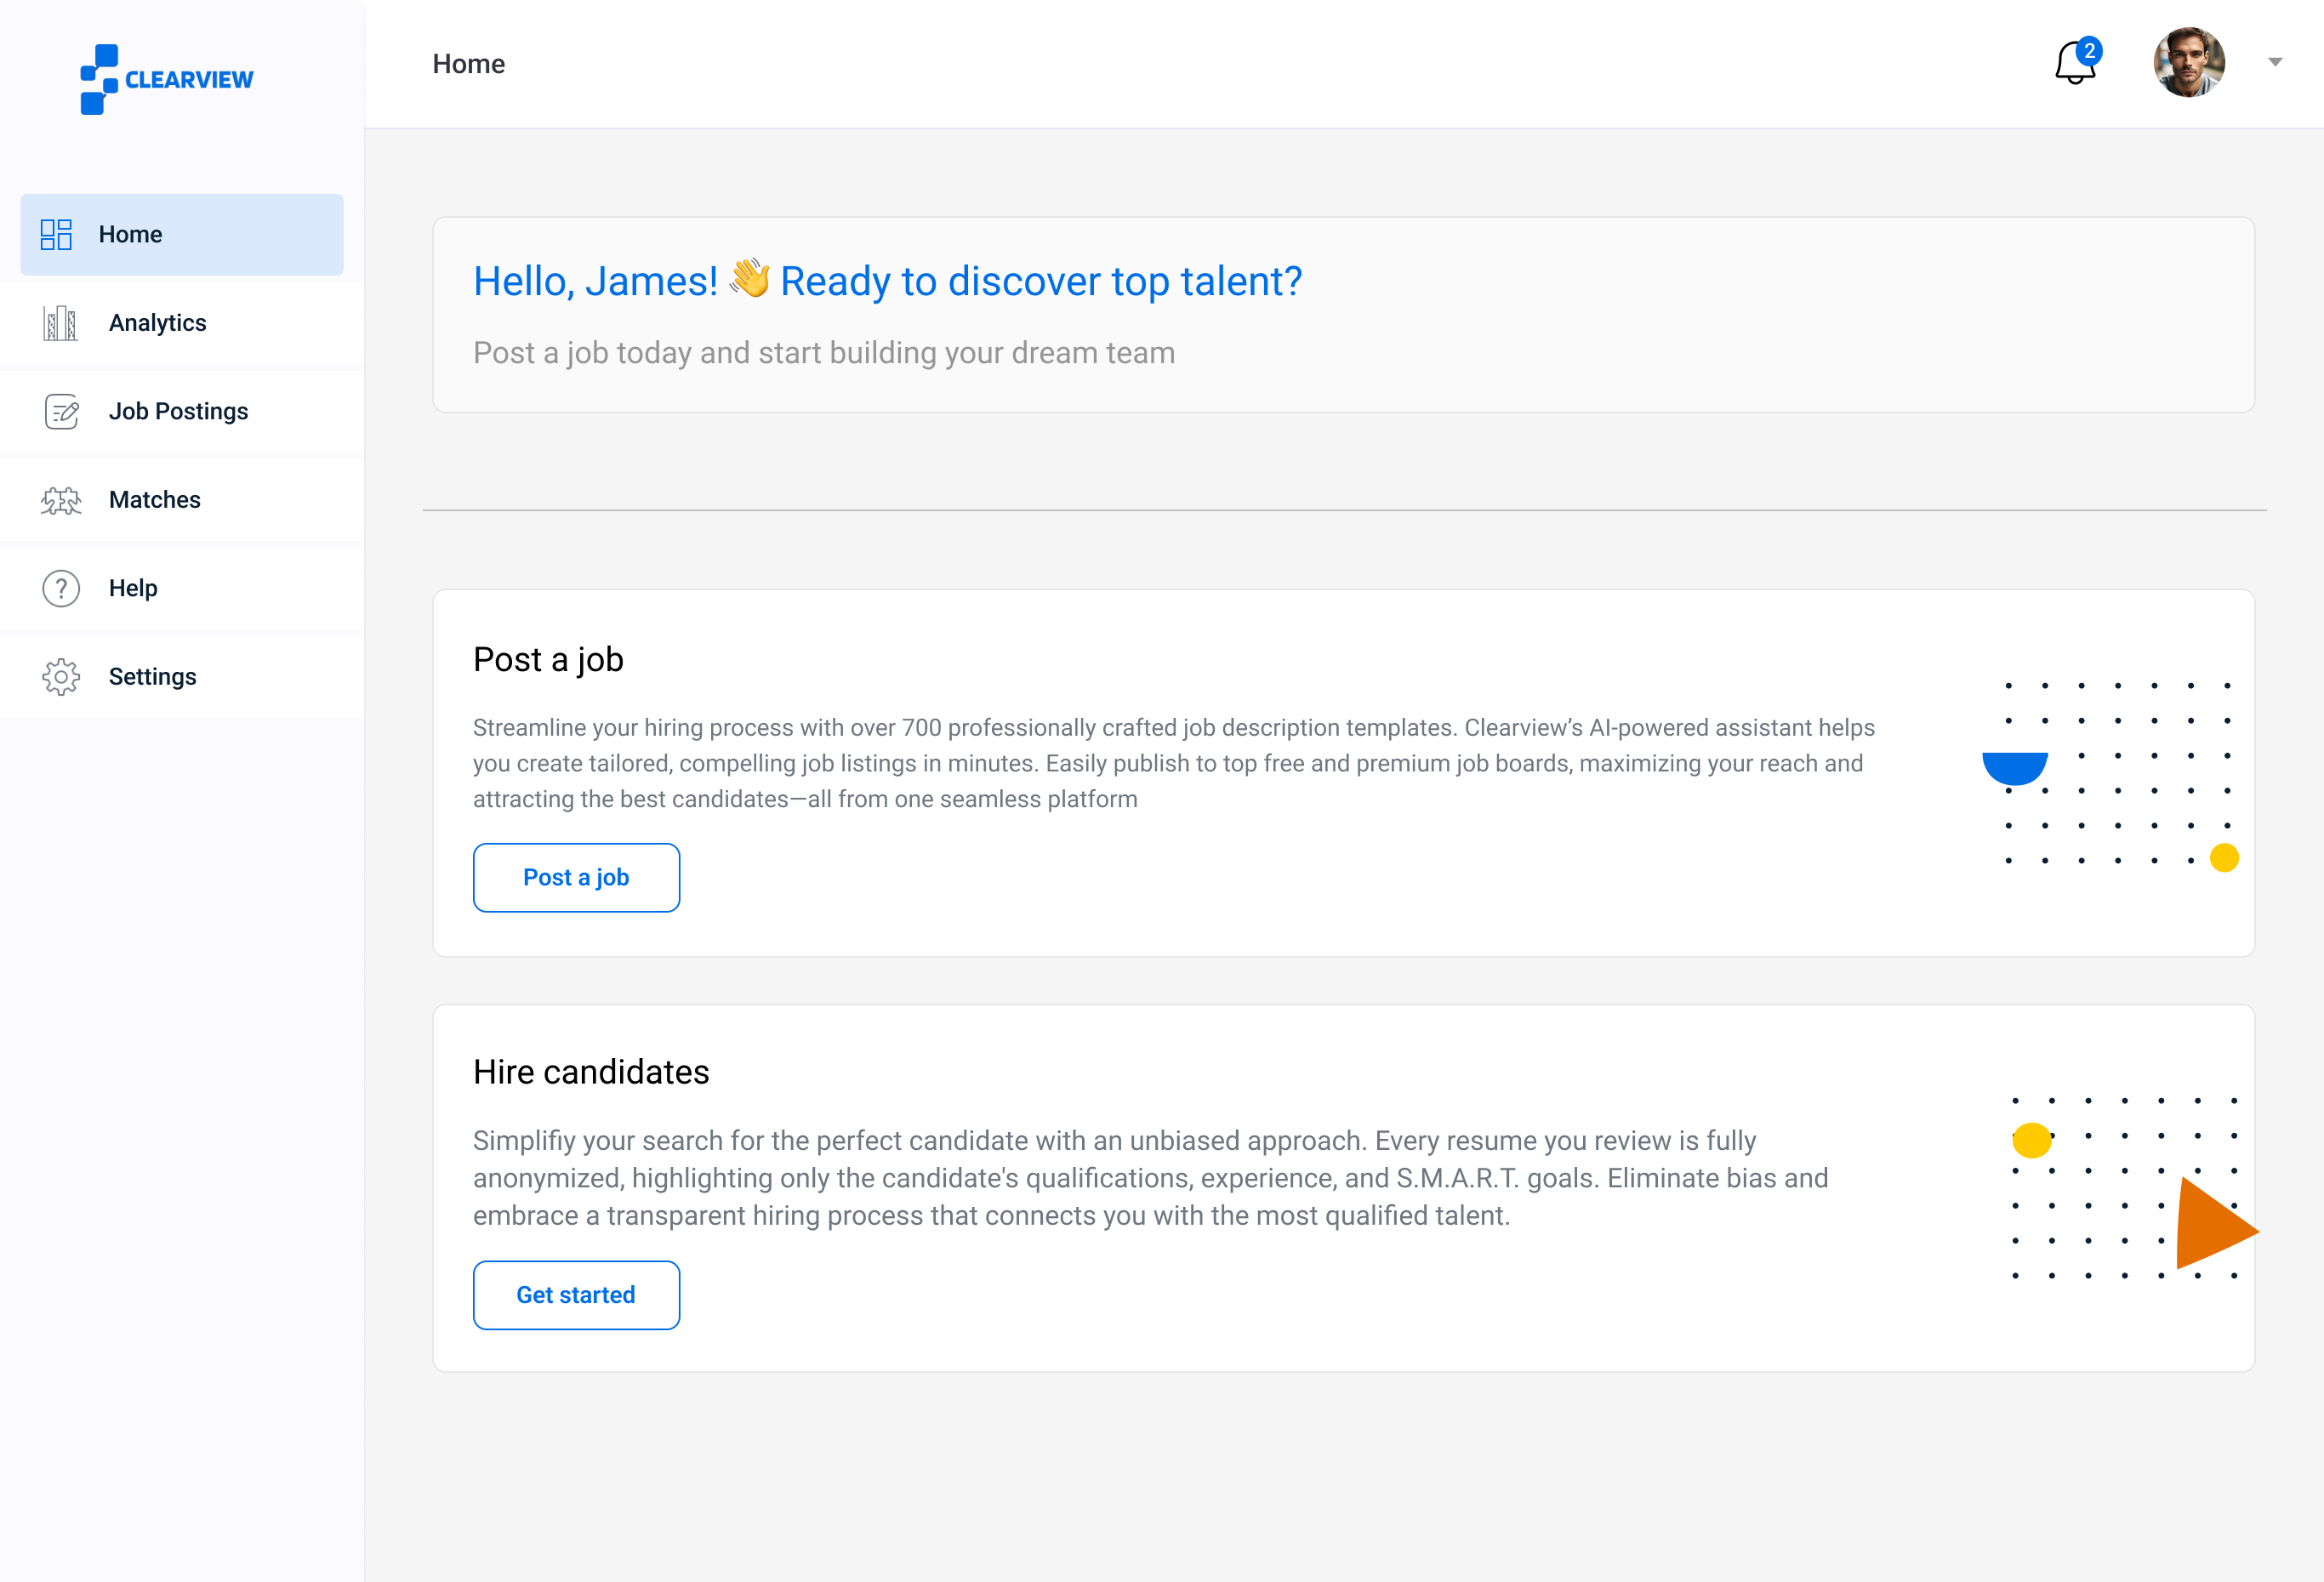 CLEARVIEW
Home
2
Home
Analytics
Job Postings
Matches
Help
Settings
Hello, James! 👋 Ready to discover top talent?
Post a job today and start building your dream team
Post a job
Streamline your hiring process with over 700 professionally crafted job description templates. Clearview’s AI-powered assistant helps
you create tailored, compelling job listings in minutes. Easily publish to top free and premium job boards, maximizing your reach and
attracting the best candidates—all from one seamless platform
Post a job
Hire candidates
Simplifiy your search for the perfect candidate with an unbiased approach. Every resume you review is fully
anonymized, highlighting only the candidate's qualifications, experience, and S.M.A.R.T. goals. Eliminate bias and
embrace a transparent hiring process that connects you with the most qualified talent.
Get started